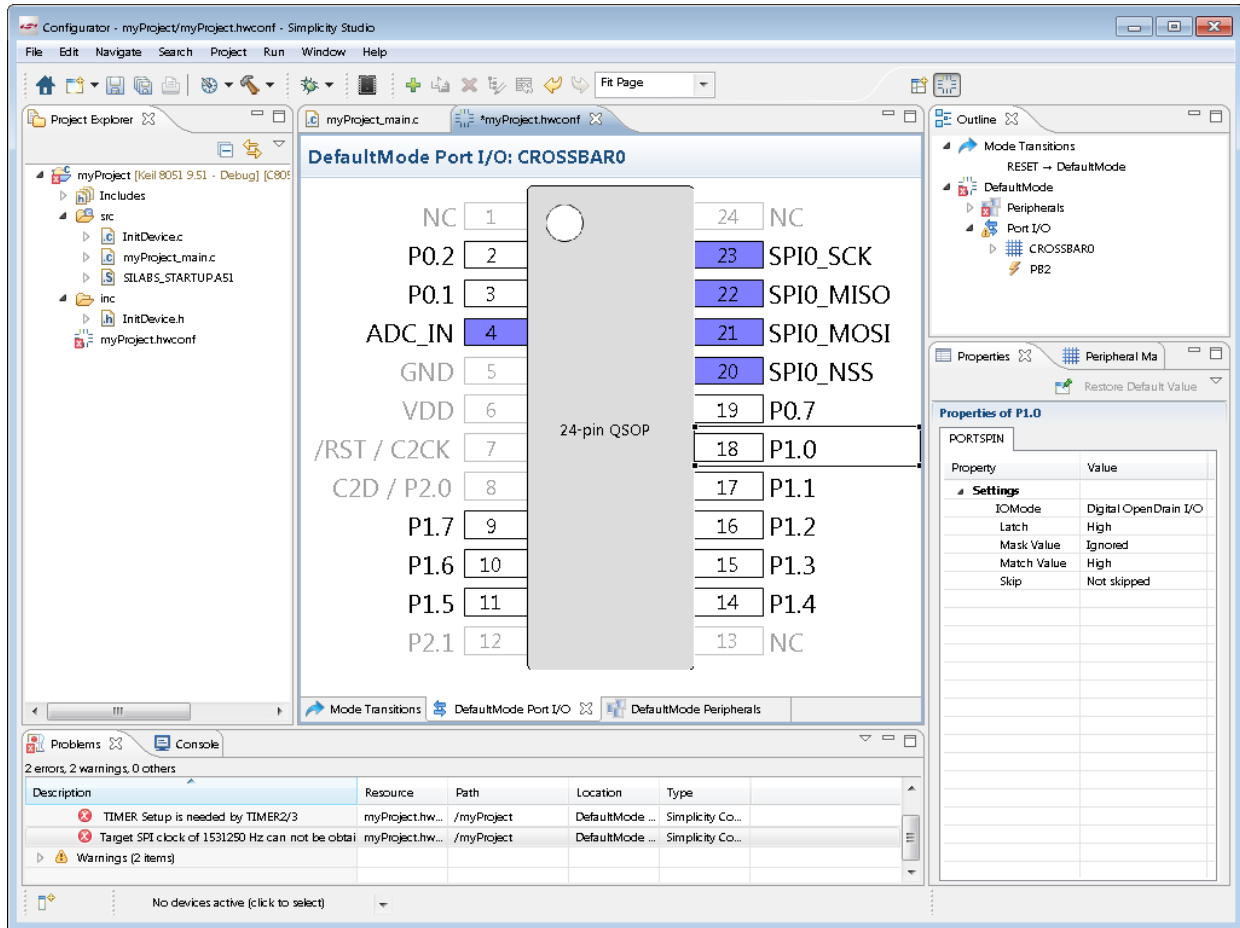 Configurator - myProject/myProject.hwconf - Simplicity Studio
File Edit Navigate Search Project Run Window Help
Fit Page
Project Explorer
myProject [Keil 8051 9.51 - Debug] [C805
Includes
src
InitDevice.c
myProject_main.c
SILABS_STARTUP.A51
inc
InitDevice.h
myProject.hwconf
myProject_main.c
*myProject.hwconf
DefaultMode Port I/O: CROSSBAR0
NC 1
P0.2 2
P0.1 3
ADC_IN 4
GND 5
VDD 6
/RST / C2CK 7
C2D / P2.0 8
P1.7 9
P1.6 10
P1.5 11
P2.1 12
24-pin QSOP
24 NC
23 SPI0_SCK
22 SPI0_MISO
21 SPI0_MOSI
20 SPI0_NSS
19 P0.7
18 P1.0
17 P1.1
16 P1.2
15 P1.3
14 P1.4
13 NC
Mode Transitions
DefaultMode Port I/O
DefaultMode Peripherals
Outline
Mode Transitions
RESET → DefaultMode
DefaultMode
Peripherals
Port I/O
CROSSBAR0
PB2
Properties
Peripheral Ma
Restore Default Value
Properties of P1.0
PORTSPIN
Property Value
Settings
IOMode Digital OpenDrain I/O
Latch High
Mask Value Ignored
Match Value High
Skip Not skipped
Problems
Console
2 errors, 2 warnings, 0 others
Description Resource Path Location Type
TIMER Setup is needed by TIMER2/3 myProject.hw... /myProject DefaultMode ... Simplicity Co...
Target SPI clock of 1531250 Hz can not be obtai myProject.hw... /myProject DefaultMode ... Simplicity Co...
Warnings (2 items)
No devices active (click to select)